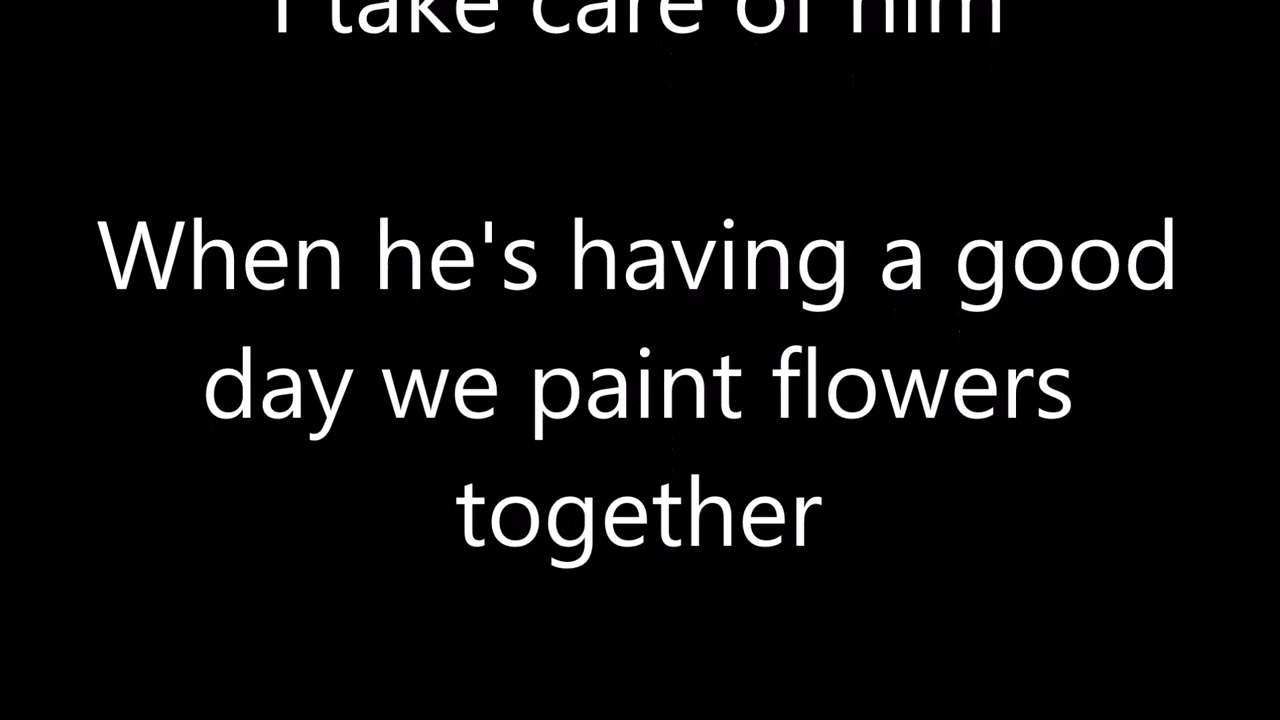 I take care of him
When he's having a good
day we paint flowers
together